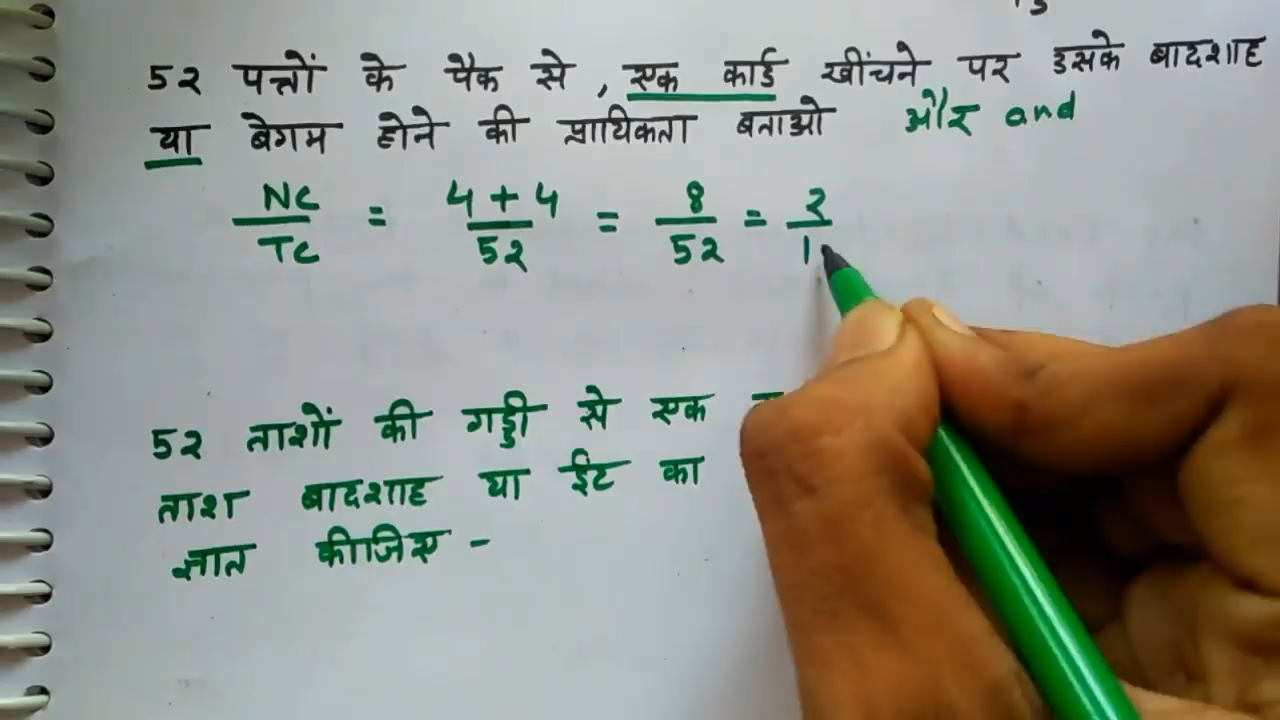 52 पत्तों के पैक से , एक कार्ड खींचने पर उसके बादशाह
या बेगम होने की प्रायिकता बताओ और and
NC/TC = 4+4/52 = 8/52 = 2/1
52 ताशों की गड्डी से एक
ताश बादशाह या ईंट का
ज्ञात कीजिए -